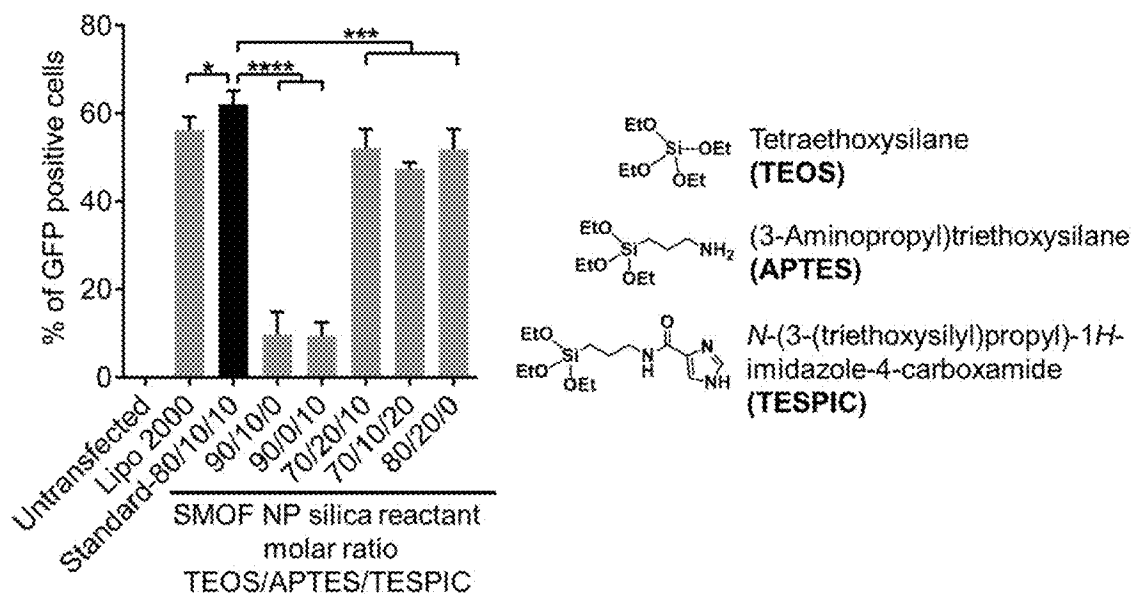 80
60
40
20
0
% of GFP positive cells
*
****
***
Untransfected
Lipo 2000
Standard-80/10/10
90/10/0
90/0/10
70/20/10
70/10/20
80/20/0
SMOF NP silica reactant
molar ratio
TEOS/APTES/TESPIC
EtO
Si
OEt
EtO
OEt
Tetraethoxysilane
(TEOS)
EtO
Si
NH₂
EtO
OEt
(3-Aminopropyl)triethoxysilane
(APTES)
EtO
Si
EtO
OEt
N
H
O
N
NH
N-(3-(triethoxysilyl)propyl)-1H-
imidazole-4-carboxamide
(TESPIC)